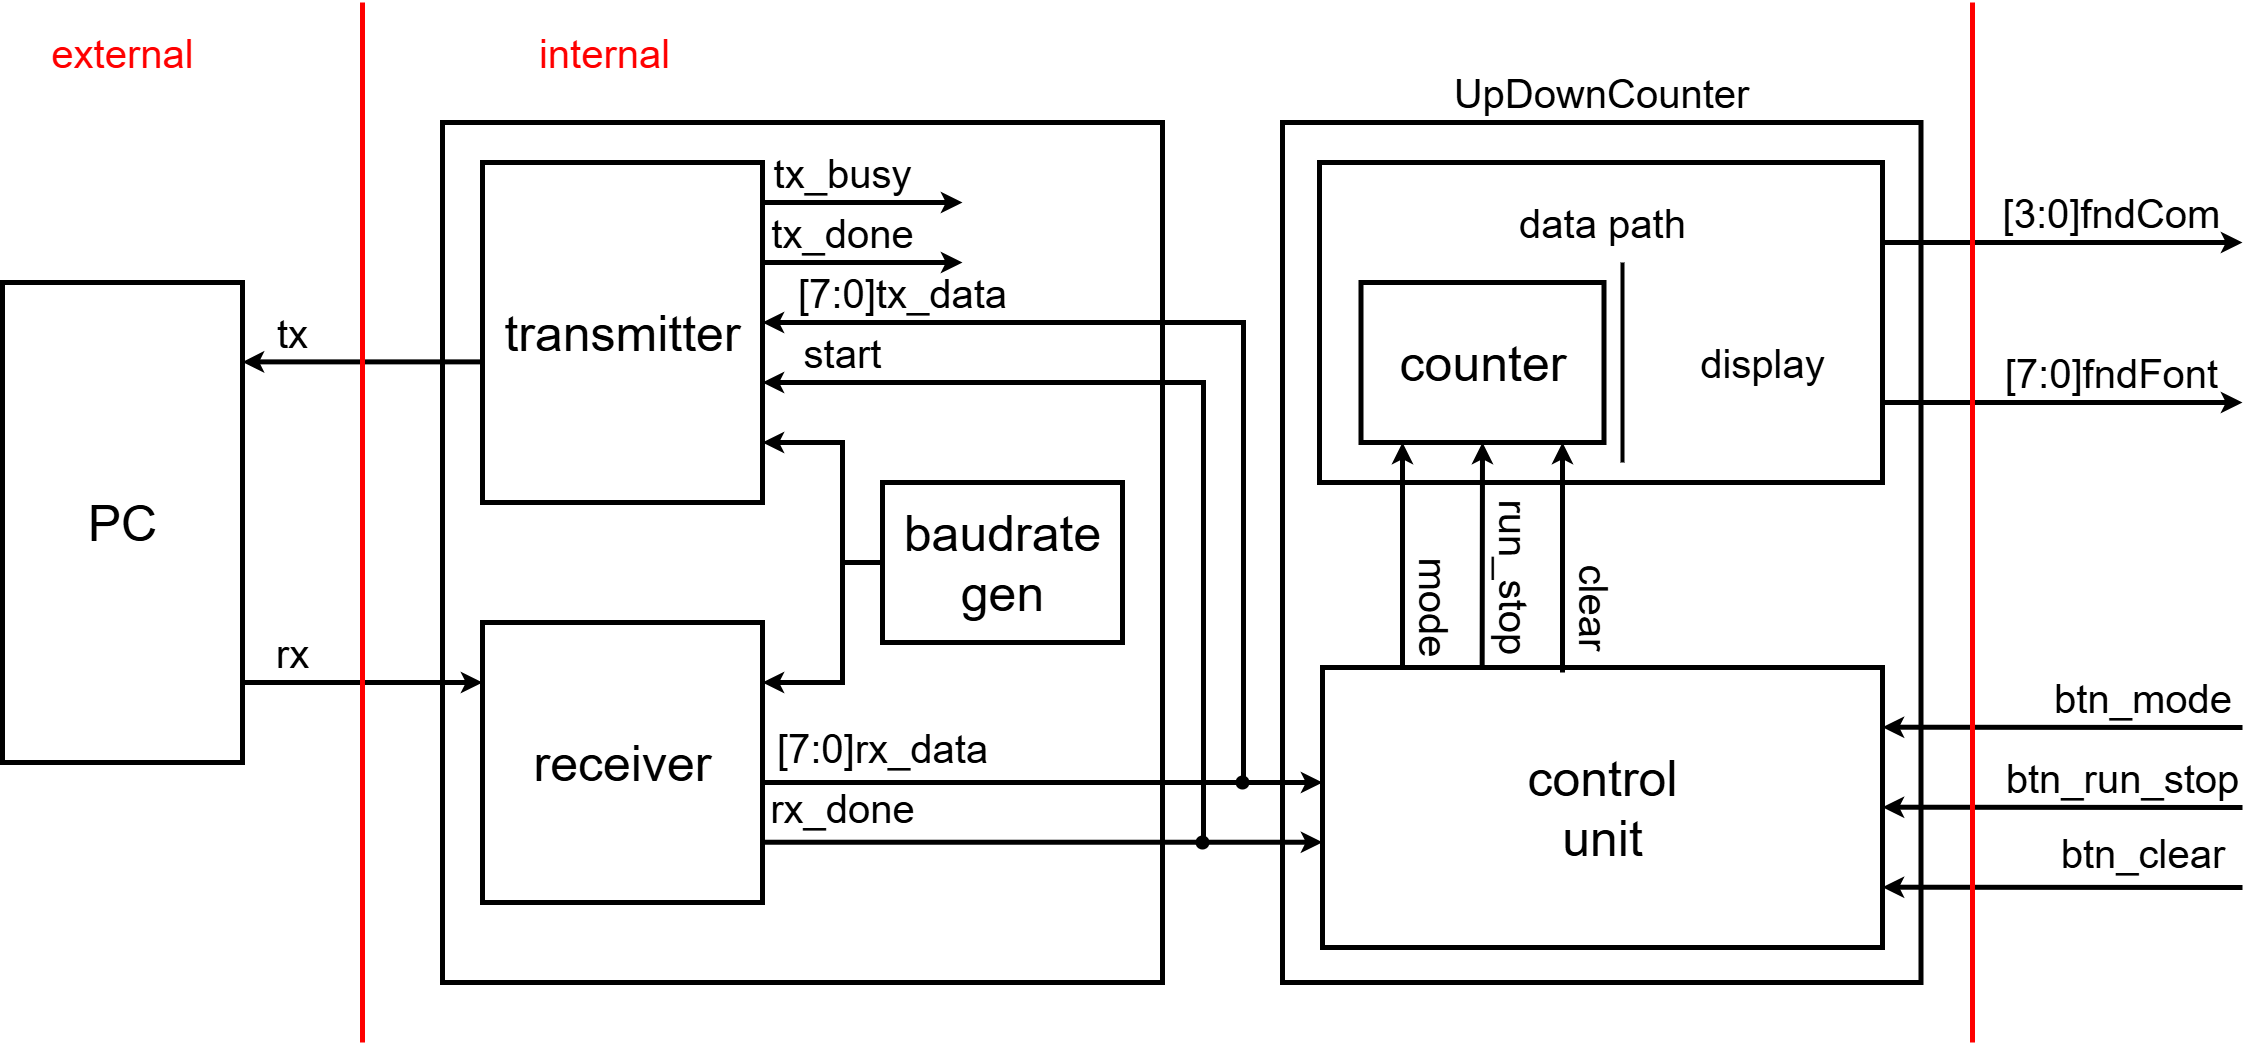 external
internal
UpDownCounter
tx_busy
tx_done
[7:0]tx_data
start
transmitter
tx
PC
rx
baudrate
gen
receiver
[7:0]rx_data
rx_done
data path
counter
display
mode
run_stop
clear
control
unit
[3:0]fndCom
[7:0]fndFont
btn_mode
btn_run_stop
btn_clear